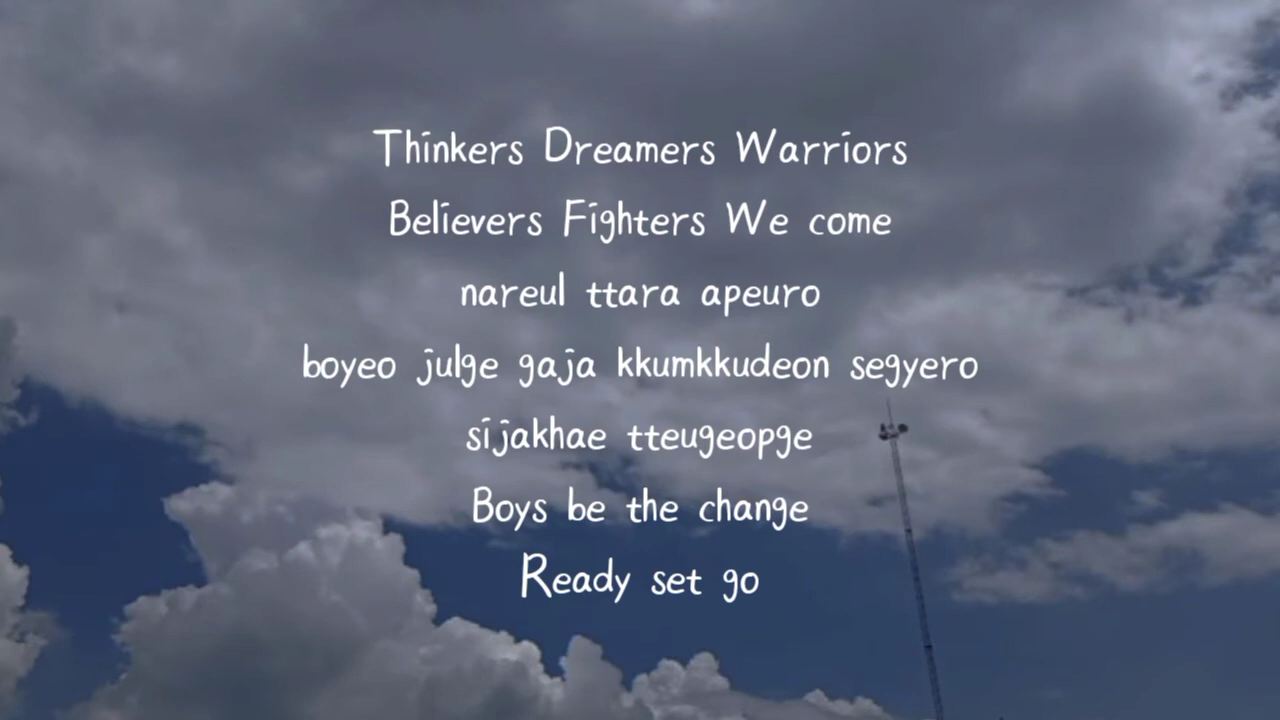 Thinkers Dreamers Warriors
Believers Fighters We come
nareul ttara apeuro
boyeo julge gaja kkumkkudeon segyero
sijakhae tteugeopge
Boys be the change
Ready set go